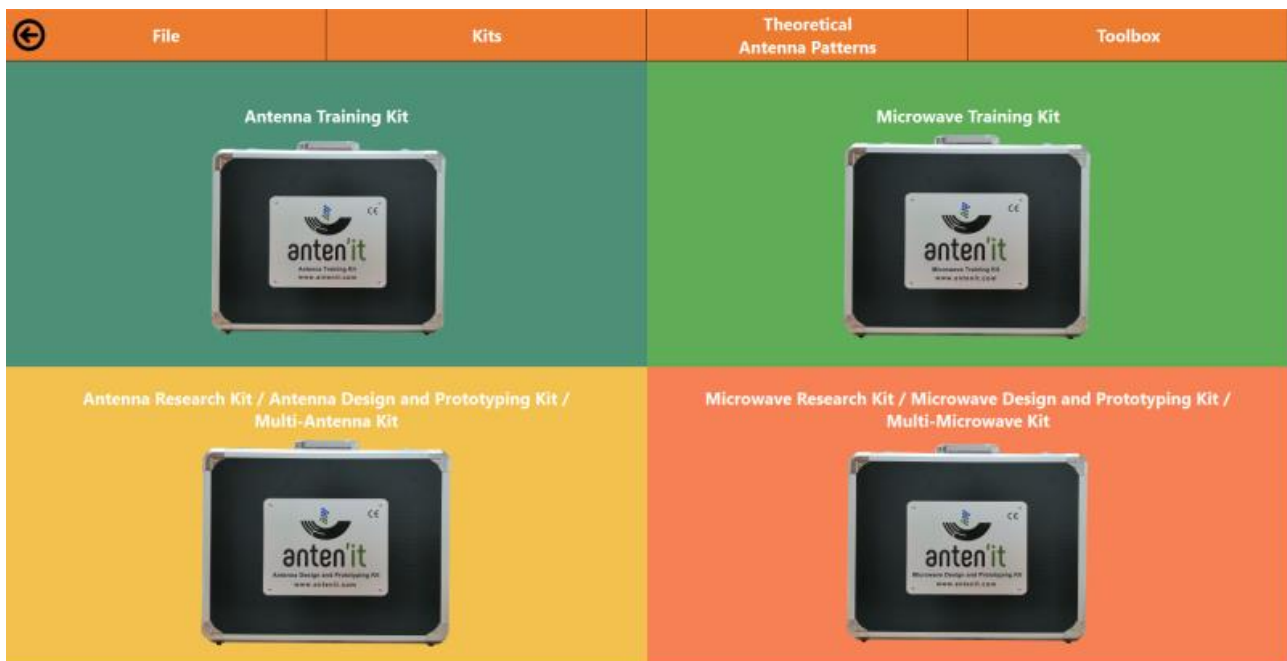 File
Kits
Theoretical
Antenna Patterns
Toolbox
Antenna Training Kit
CE
anten'it
Antenna Training Kit
www.antenit.com
Microwave Training Kit
CE
anten'it
Microwave Training Kit
www.antenit.com
Antenna Research Kit / Antenna Design and Prototyping Kit /
Multi-Antenna Kit
CE
anten'it
Antenna Design and Prototyping Kit
www.antenit.com
Microwave Research Kit / Microwave Design and Prototyping Kit /
Multi-Microwave Kit
CE
anten'it
Microwave Design and Prototyping Kit
www.antenit.com